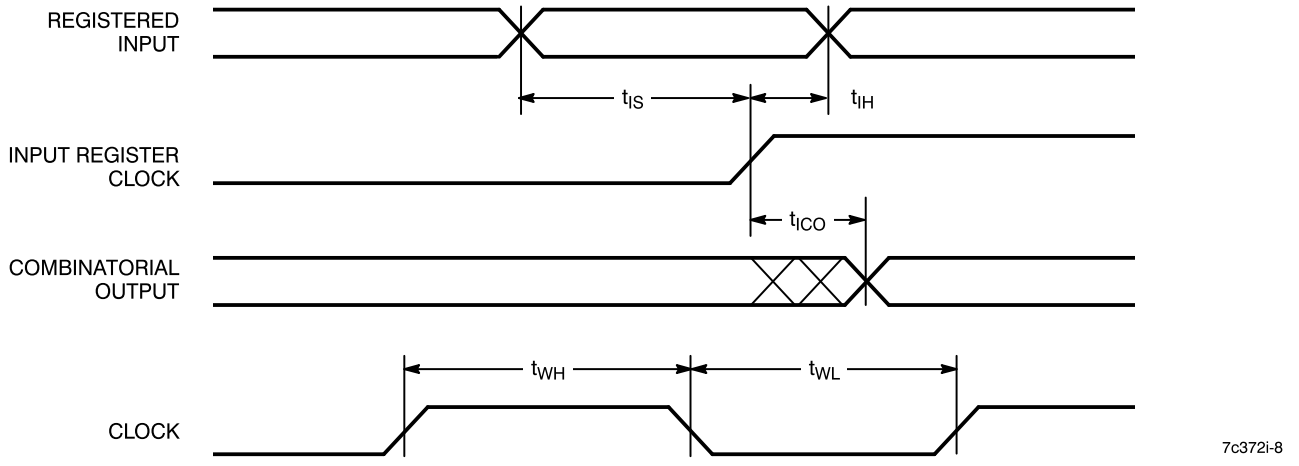 REGISTERED
INPUT
tIS
tIH
INPUT REGISTER
CLOCK
tICO
COMBINATORIAL
OUTPUT
tWH
tWL
CLOCK
7c372i-8